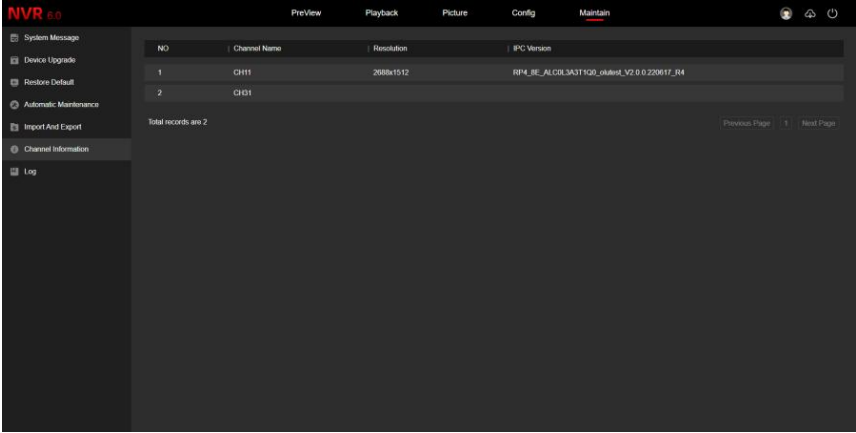 NVR 6.0
PreView Playback Picture Config Maintain
System Message
Device Upgrade
Restore Default
Automatic Maintenance
Import And Export
Channel Information
Log
NO Channel Name Resolution IPC Version
1 CH11 2688x1512 RP4_8E_ALC0L3A3T1Q0_olutest_V2.0.0.220617_R4
2 CH31
Total records are 2
Previous Page 1 Next Page